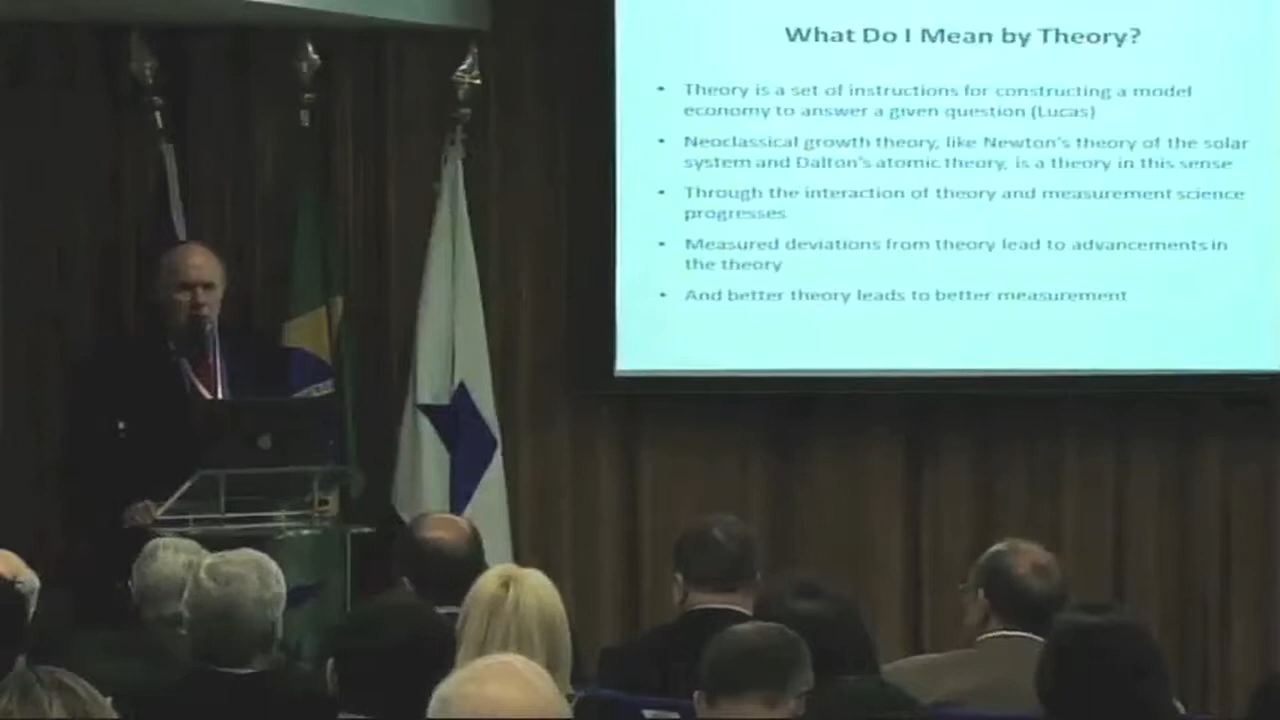 What Do I Mean by Theory?
• Theory is a set of instructions for constructing a model
economy to answer a given question (Lucas)
• Neoclassical growth theory, like Newton's theory of the solar
system and Dalton's atomic theory, is a theory in this sense
• Through the interaction of theory and measurement science
progresses
• Measured deviations from theory lead to advancements in
the theory
• And better theory leads to better measurement